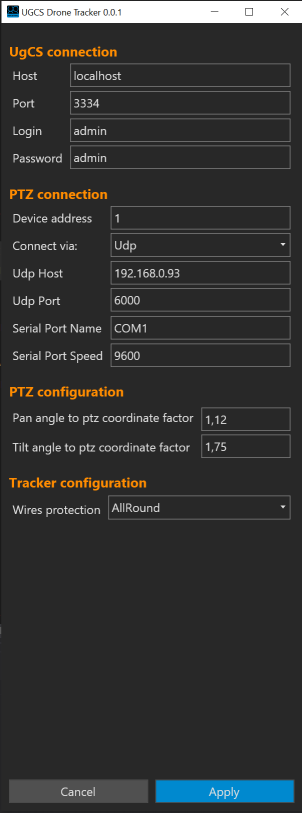 UGCS Drone Tracker 0.0.1
UgCS connection
Host localhost
Port 3334
Login admin
Password admin
PTZ connection
Device address 1
Connect via: Udp
Udp Host 192.168.0.93
Udp Port 6000
Serial Port Name COM1
Serial Port Speed 9600
PTZ configuration
Pan angle to ptz coordinate factor 1,12
Tilt angle to ptz coordinate factor 1,75
Tracker configuration
Wires protection AllRound
Cancel Apply